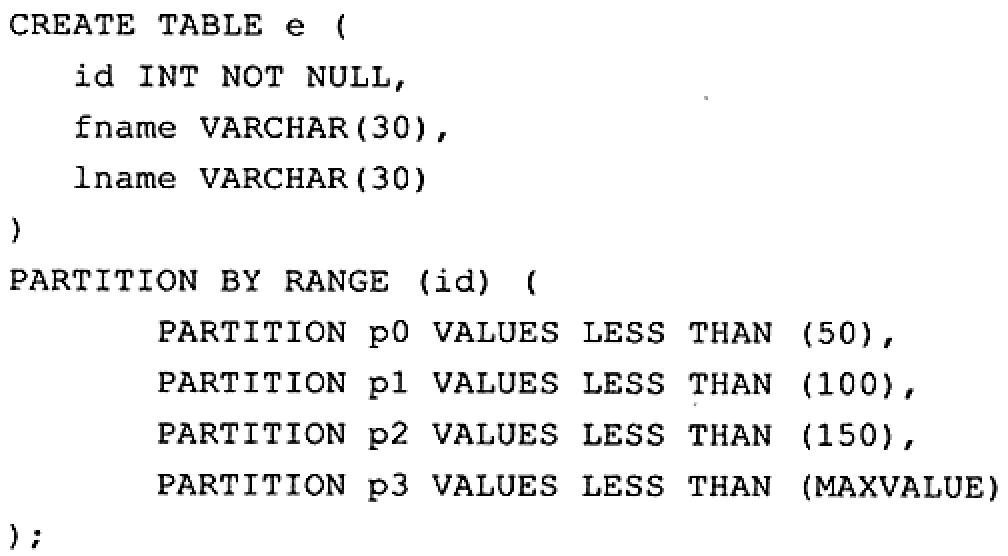 CREATE TABLE e (
   id INT NOT NULL,
   fname VARCHAR(30),
   lname VARCHAR(30)
)
PARTITION BY RANGE (id) (
       PARTITION p0 VALUES LESS THAN (50),
       PARTITION p1 VALUES LESS THAN (100),
       PARTITION p2 VALUES LESS THAN (150),
       PARTITION p3 VALUES LESS THAN (MAXVALUE)
);